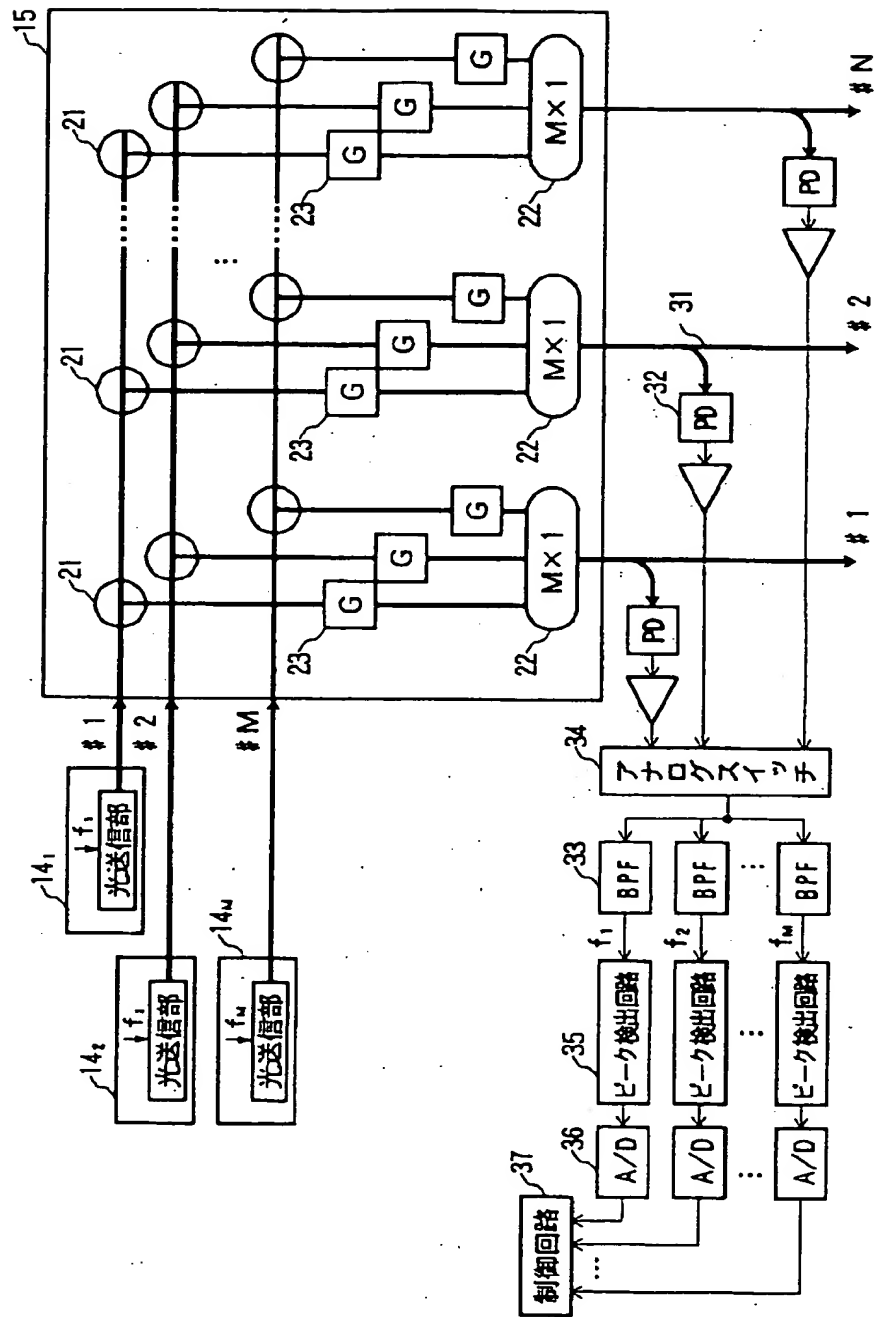 15
14₁
f₁
光送信部
#1
14₂
f₁
光送信部
#2
14M
fM
光送信部
#M
21
21
21
23
G
G
G
23
G
G
G
23
G
G
G
22
M×1
22
M×1
22
M×1
31
32
PD
PD
PD
#1
#2
#N
34
アナログスイッチ
33
BPF
BPF
BPF
f₁
f₂
fM
35
ピーク検出回路
ピーク検出回路
ピーク検出回路
36
A/D
A/D
A/D
37
制御回路